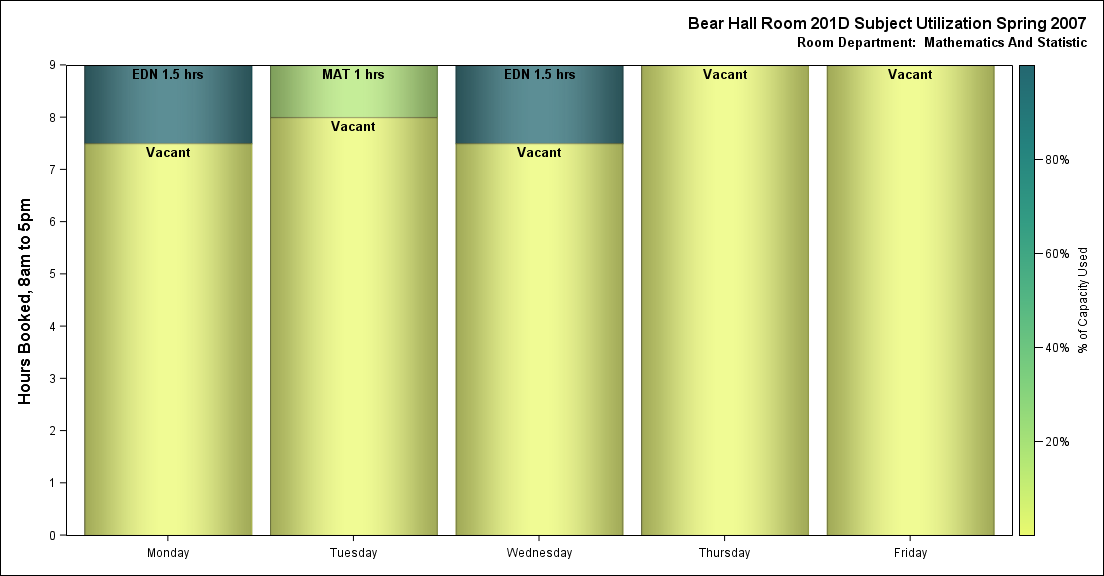 Bear Hall Room 201D Subject Utilization Spring 2007
Room Department:  Mathematics And Statistic
Hours Booked, 8am to 5pm
9
8
7
6
5
4
3
2
1
0
EDN 1.5 hrs
Vacant
MAT 1 hrs
Vacant
EDN 1.5 hrs
Vacant
Vacant
Vacant
Monday
Tuesday
Wednesday
Thursday
Friday
80%
60%
40%
20%
% of Capacity Used